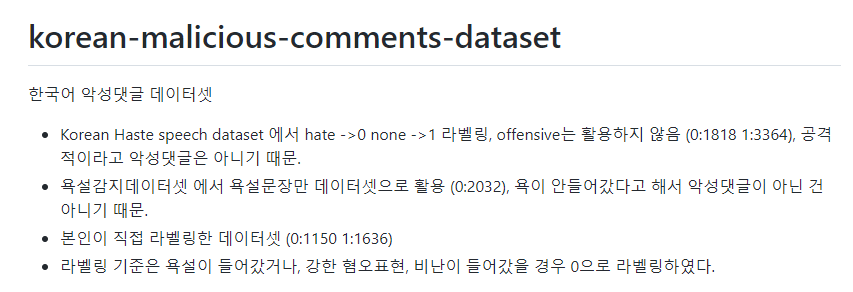 korean-malicious-comments-dataset
한국어 악성댓글 데이터셋
• Korean Haste speech dataset 에서 hate ->0 none ->1 라벨링, offensive는 활용하지 않음 (0:1818 1:3364), 공격
적이라고 악성댓글은 아니기 때문.
• 욕설감지데이터셋 에서 욕설문장만 데이터셋으로 활용 (0:2032), 욕이 안들어갔다고 해서 악성댓글이 아닌 건
아니기 때문.
• 본인이 직접 라벨링한 데이터셋 (0:1150 1:1636)
• 라벨링 기준은 욕설이 들어갔거나, 강한 혐오표현, 비난이 들어갔을 경우 0으로 라벨링하였다.